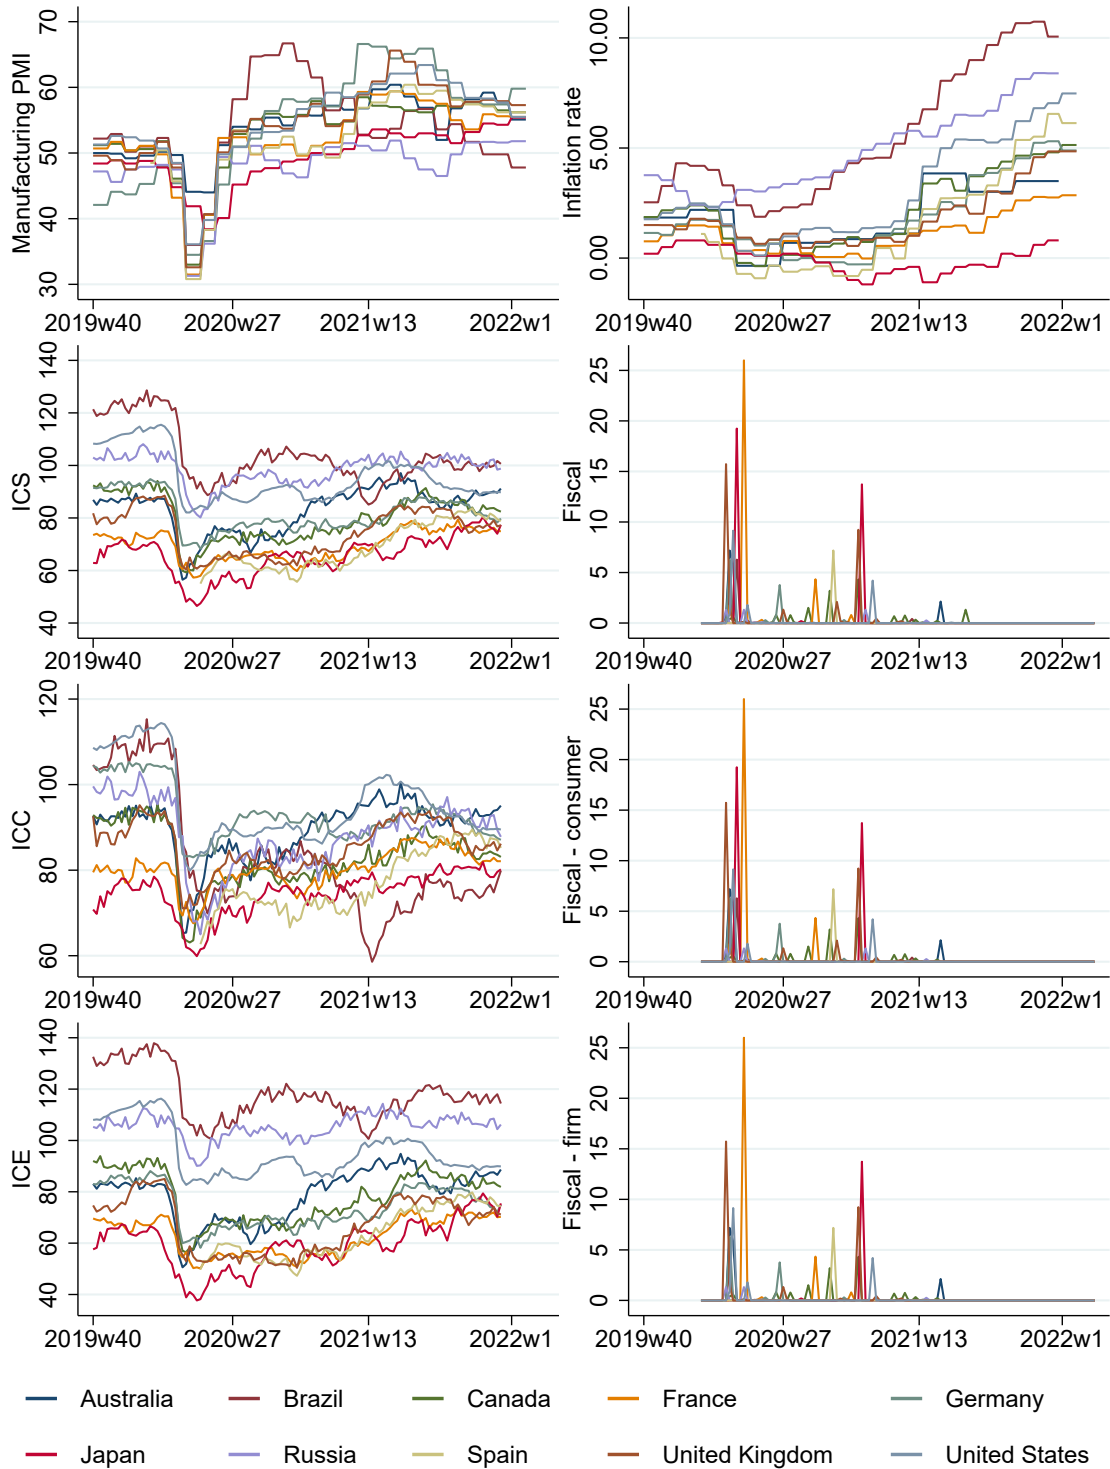 Manufacturing PMI
70
60
50
40
30
2019w40 2020w27 2021w13 2022w1
Inflation rate
10.00
5.00
0.00
2019w40 2020w27 2021w13 2022w1
ICS
140
120
100
80
60
40
2019w40 2020w27 2021w13 2022w1
Fiscal
25
20
15
10
5
0
2019w40 2020w27 2021w13 2022w1
ICC
120
100
80
60
2019w40 2020w27 2021w13 2022w1
Fiscal - consumer
25
20
15
10
5
0
2019w40 2020w27 2021w13 2022w1
ICE
140
120
100
80
60
40
2019w40 2020w27 2021w13 2022w1
Fiscal - firm
25
20
15
10
5
0
2019w40 2020w27 2021w13 2022w1
Australia Brazil Canada France Germany
Japan Russia Spain United Kingdom United States